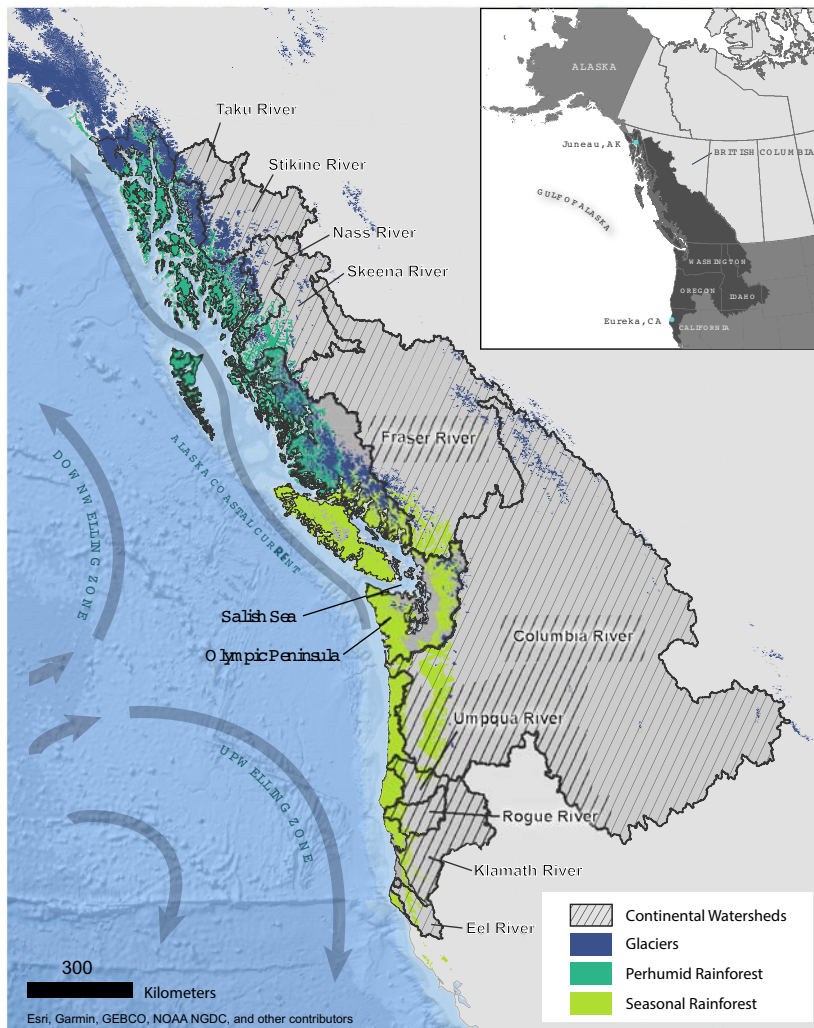 Taku River
Stikine River
Nass River
Skeena River
Fraser River
ALASKA COASTAL CURRENT
DOWNWELLING ZONE
Salish Sea
Olympic Peninsula
Columbia River
Umpqua River
UPWELLING ZONE
Rogue River
Klamath River
Eel River
ALASKA
Juneau, AK
BRITISH COLUMBIA
GULF OF ALASKA
WASHINGTON
OREGON
IDAHO
Eureka, CA
CALIFORNIA
Continental Watersheds
Glaciers
Perhumid Rainforest
Seasonal Rainforest
300
Kilometers
Esri, Garmin, GEBCO, NOAA NGDC, and other contributors